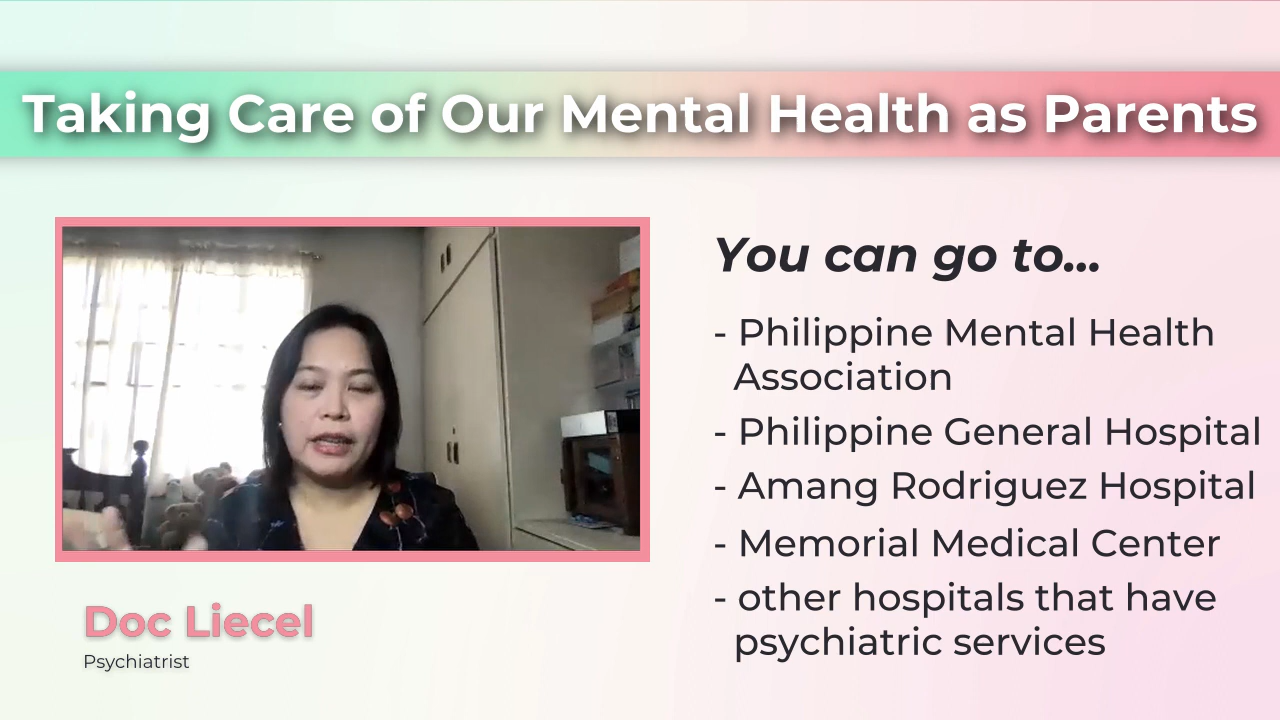 Taking Care of Our Mental Health as Parents
You can go to...
- Philippine Mental Health
Association
- Philippine General Hospital
- Amang Rodriguez Hospital
- Memorial Medical Center
- other hospitals that have
psychiatric services
Doc Liecel
Psychiatrist